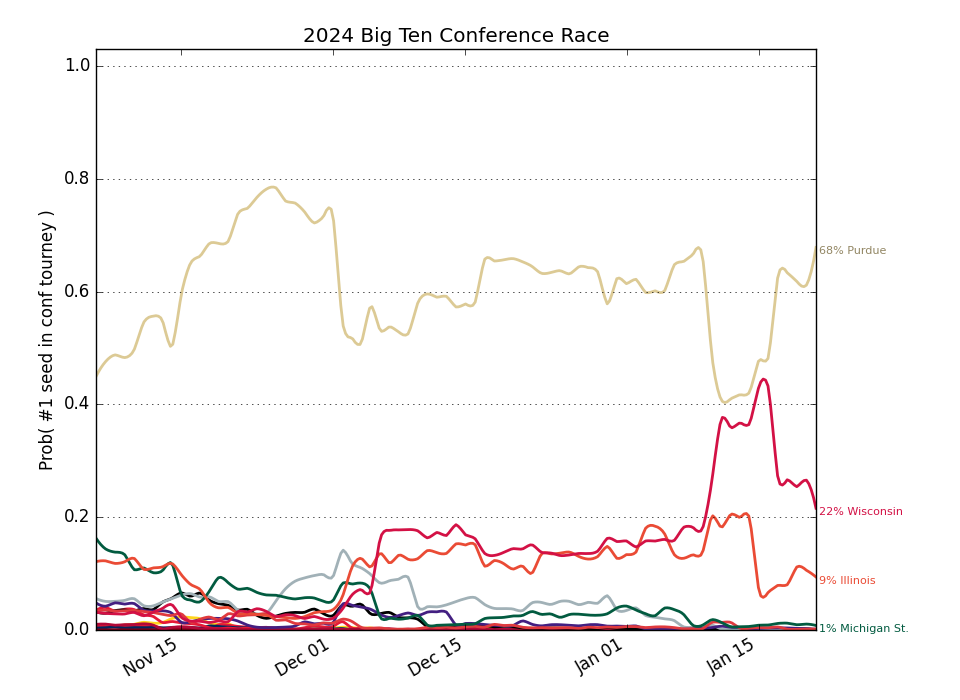 2024 Big Ten Conference Race
Prob( #1 seed in conf tourney )
1.0
0.8
0.6
0.4
0.2
0.0
68% Purdue
22% Wisconsin
9% Illinois
1% Michigan St.
Nov 15
Dec 01
Dec 15
Jan 01
Jan 15